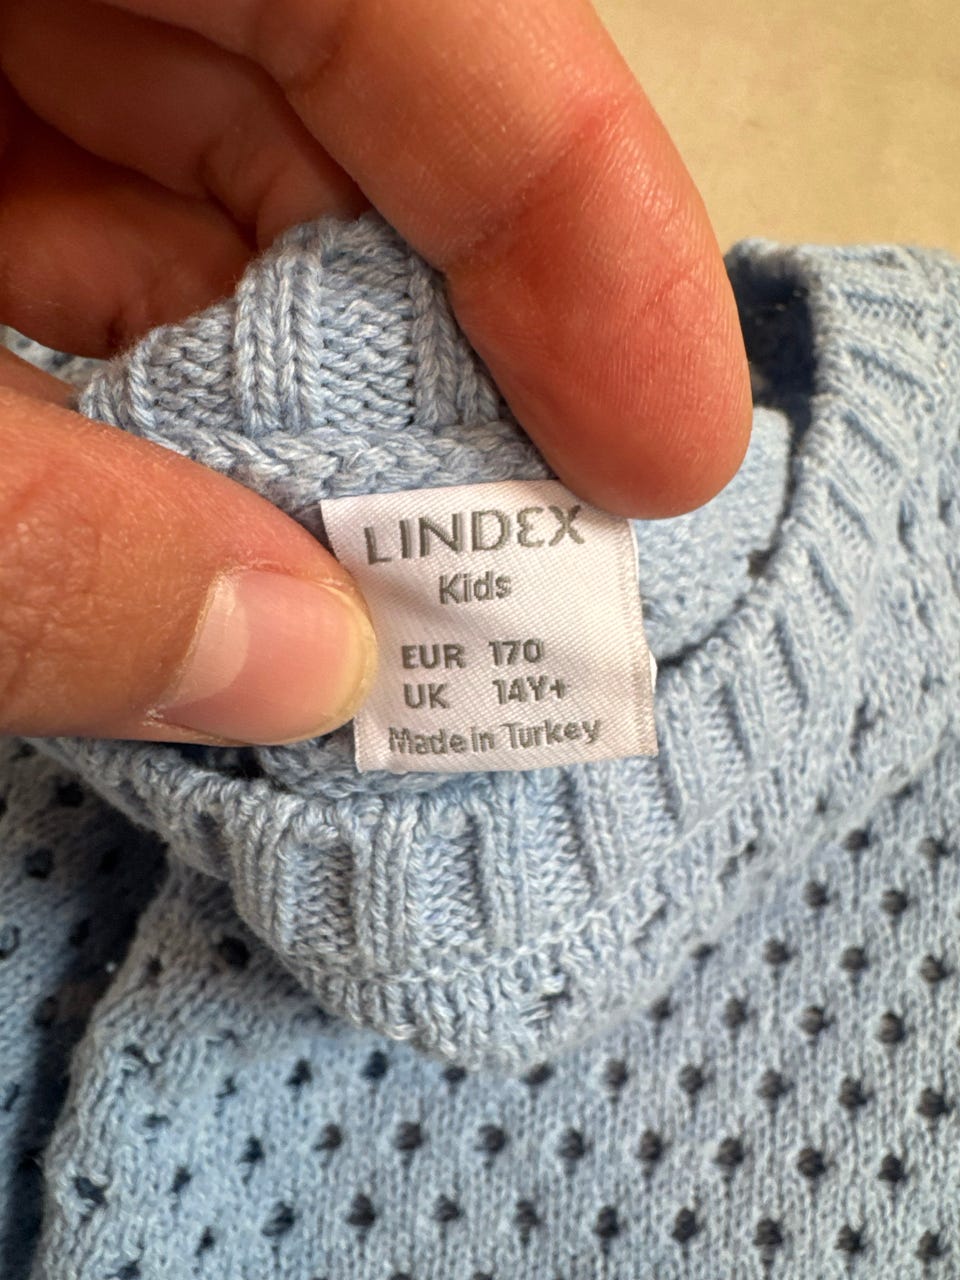 LINDEX
Kids
EUR 170
UK 14Y+
Made in Turkey